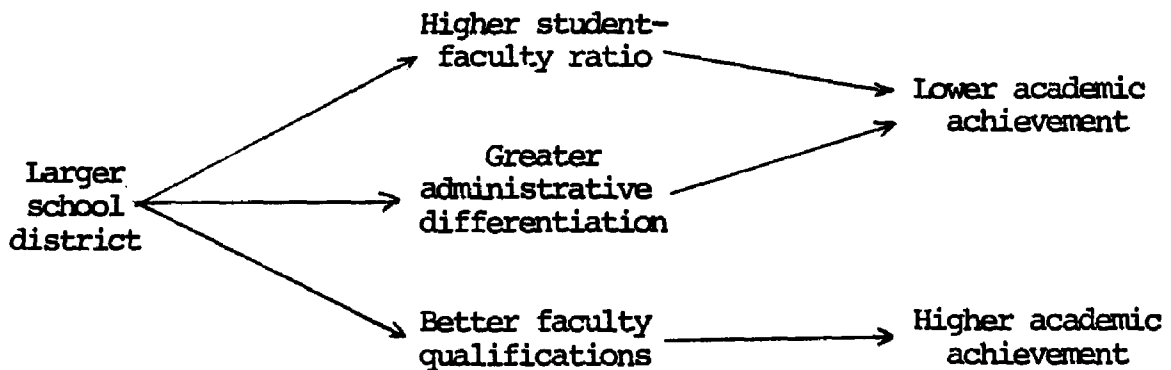 Higher student-
faculty ratio
Lower academic
achievement
Larger
school
district
Greater
administrative
differentiation
Better faculty
qualifications
Higher academic
achievement